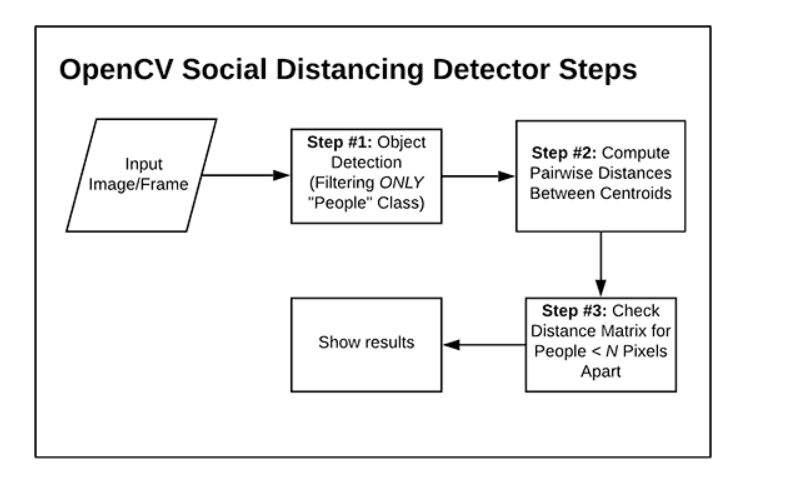 OpenCV Social Distancing Detector Steps
Input
Image/Frame
Step #1: Object
Detection
(Filtering ONLY
"People" Class)
Step #2: Compute
Pairwise Distances
Between Centroids
Step #3: Check
Distance Matrix for
People < N Pixels
Apart
Show results